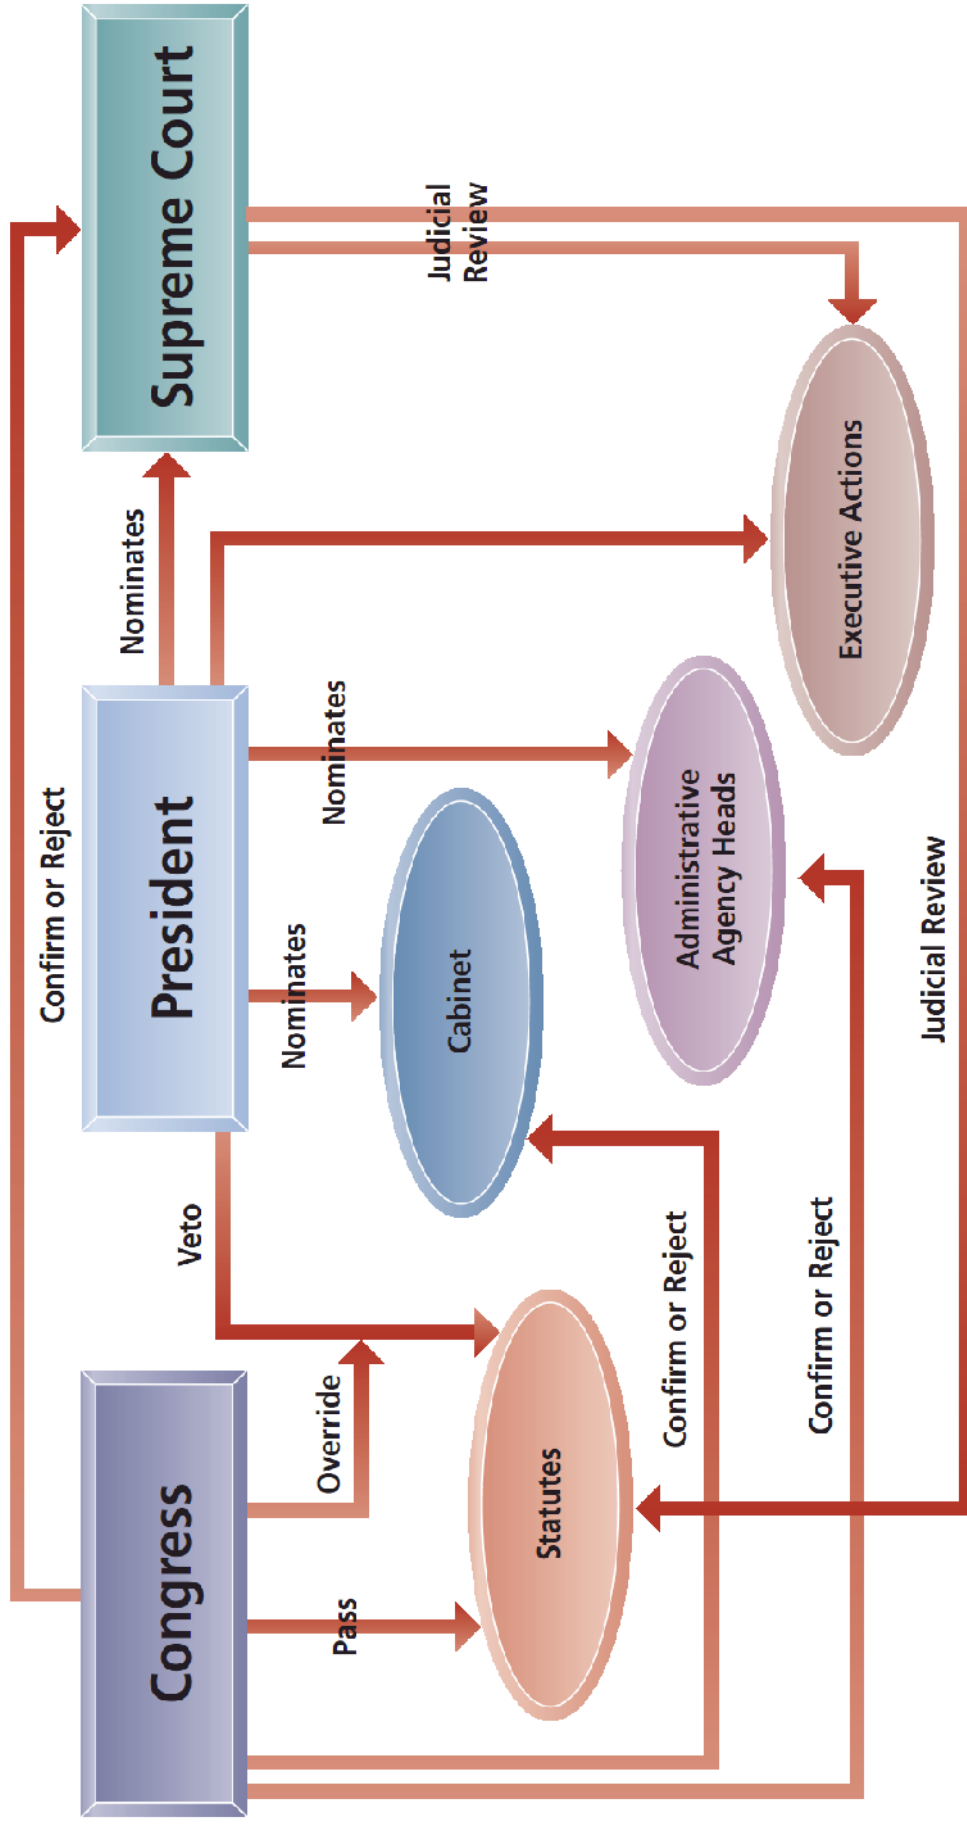 Confirm or Reject
Congress
President
Supreme Court
Veto
Nominates
Override
Pass
Nominates
Nominates
Judicial
Review
Cabinet
Statutes
Administrative
Agency Heads
Confirm or Reject
Executive Actions
Confirm or Reject
Judicial Review